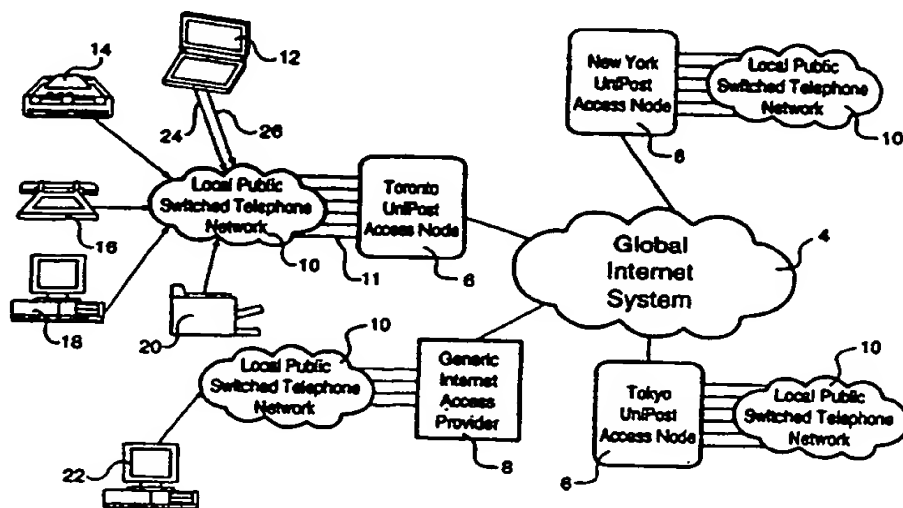 14
12
24
26
Local Public
Switched Telephone
Network
10
11
16
18
20
Toronto
UniPost
Access Node
6
New York
UniPost
Access Node
6
Local Public
Switched Telephone
Network
10
Global
Internet
System
4
10
Local Public
Switched Telephone
Network
22
Generic
Internet
Access
Provider
8
Tokyo
UniPost
Access Node
6
10
Local Public
Switched Telephone
Network